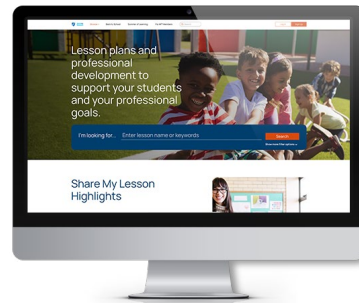 Lesson plans and
professional
development to
support your students
and your professional
goals.
I'm looking for... Enter lesson name or keywords Search
Share My Lesson
Highlights